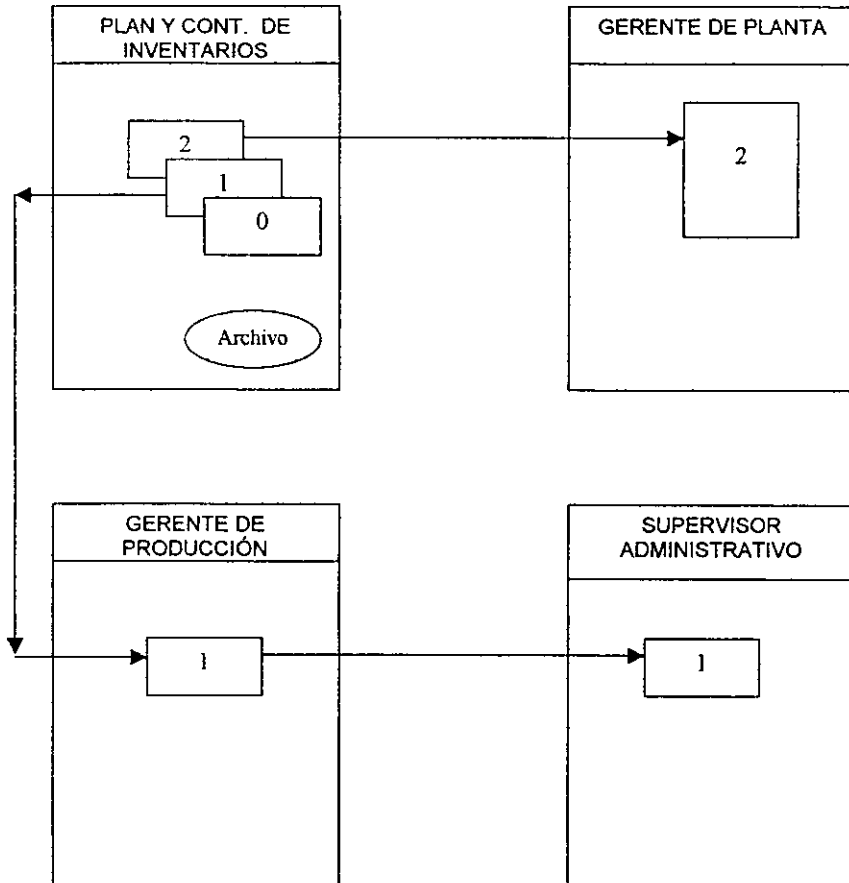 PLAN Y CONT. DE
INVENTARIOS
GERENTE DE PLANTA
2
1
0
2
Archivo
GERENTE DE
PRODUCCIÓN
SUPERVISOR
ADMINISTRATIVO
1
1